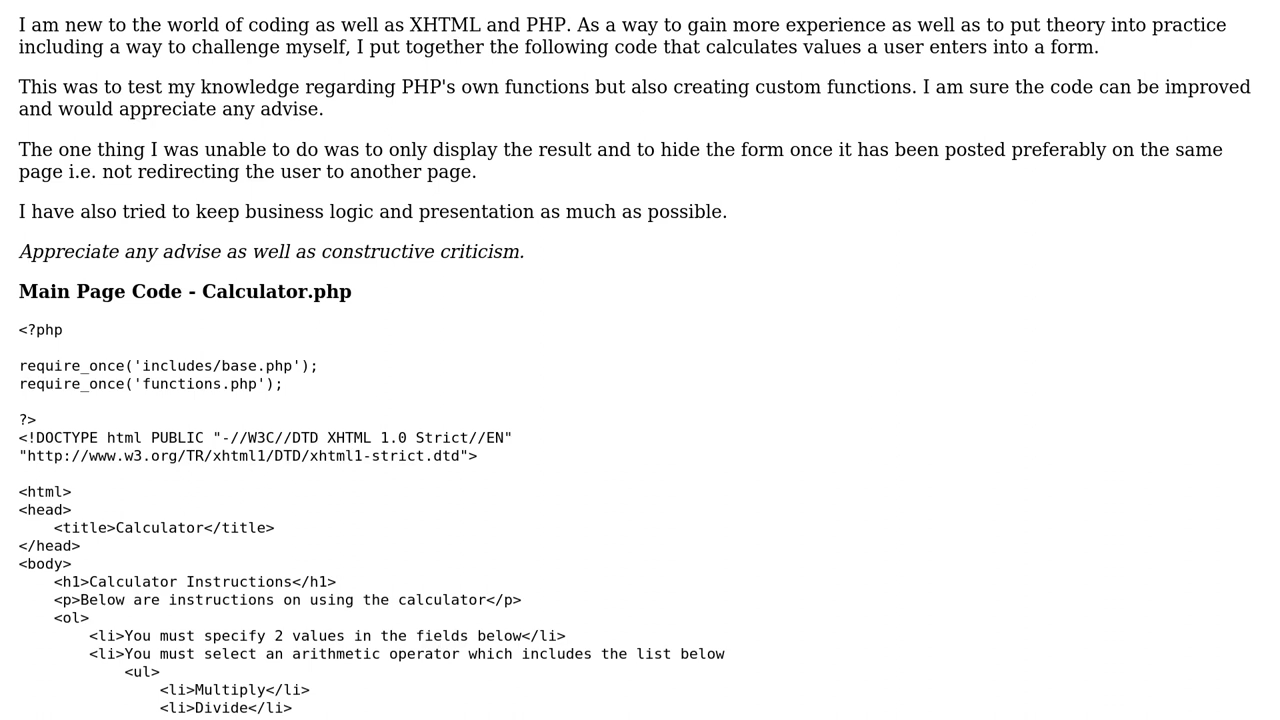 I am new to the world of coding as well as XHTML and PHP. As a way to gain more experience as well as to put theory into practice
including a way to challenge myself, I put together the following code that calculates values a user enters into a form.
This was to test my knowledge regarding PHP's own functions but also creating custom functions. I am sure the code can be improved
and would appreciate any advise.
The one thing I was unable to do was to only display the result and to hide the form once it has been posted preferably on the same
page i.e. not redirecting the user to another page.
I have also tried to keep business logic and presentation as much as possible.
Appreciate any advise as well as constructive criticism.
Main Page Code - Calculator.php
<?php
require_once('includes/base.php');
require_once('functions.php');
?>
<!DOCTYPE html PUBLIC "-//W3C//DTD XHTML 1.0 Strict//EN"
"http://www.w3.org/TR/xhtml1/DTD/xhtml1-strict.dtd">
<html>
<head>
    <title>Calculator</title>
</head>
<body>
    <h1>Calculator Instructions</h1>
    <p>Below are instructions on using the calculator</p>
    <ol>
        <li>You must specify 2 values in the fields below</li>
        <li>You must select an arithmetic operator which includes the list below
            <ul>
                <li>Multiply</li>
                <li>Divide</li>